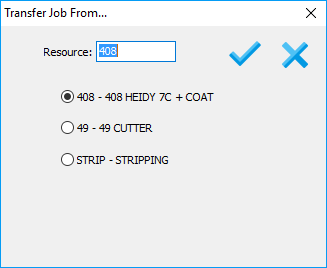 Transfer Job From...
Resource: 408
408 - 408 HEIDY 7C + COAT
49 - 49 CUTTER
STRIP - STRIPPING